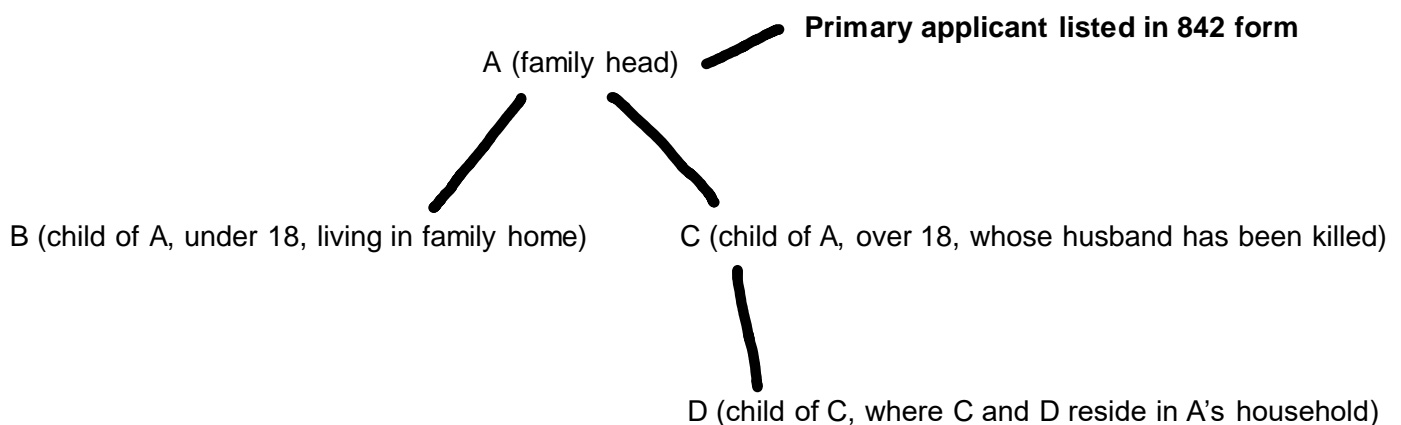 Primary applicant listed in 842 form
A (family head)
B (child of A, under 18, living in family home)
C (child of A, over 18, whose husband has been killed)
D (child of C, where C and D reside in A’s household)